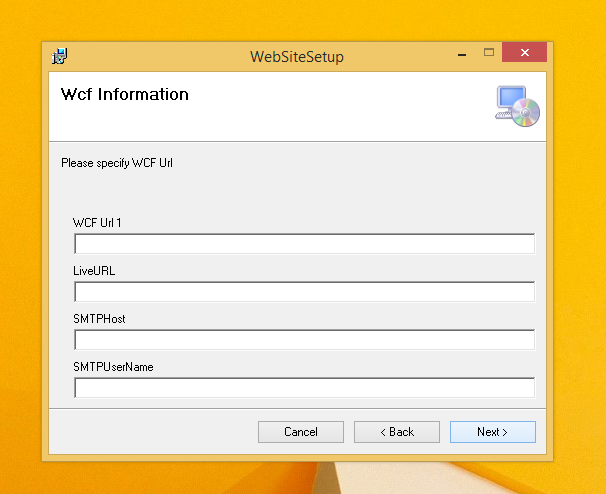 WebSiteSetup
Wcf Information
Please specify WCF Url
WCF Url 1
LiveURL
SMTPHost
SMTPUserName
Cancel
< Back
Next >